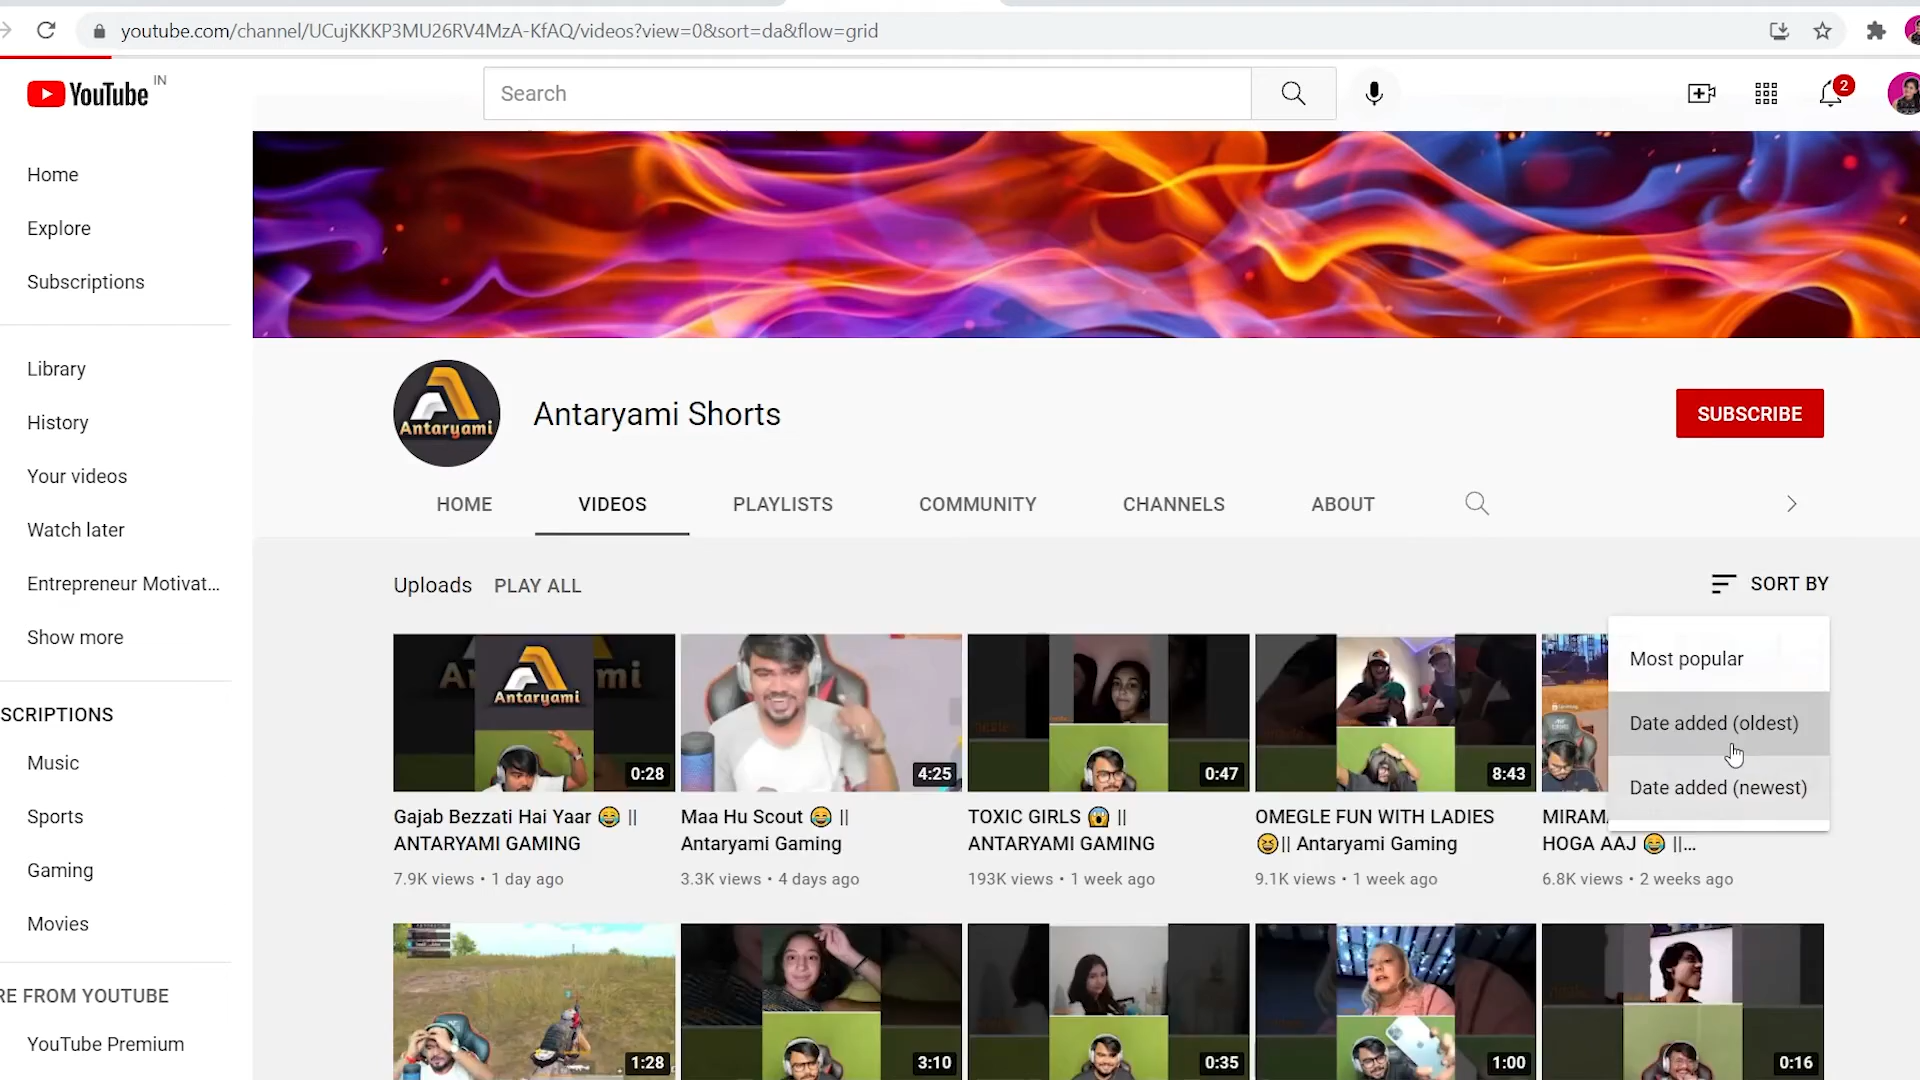 youtube.com/channel/UCujKKKP3MU26RV4MzA-KfAQ/videos?view=0&sort=da&flow=grid
YouTube IN
Search
2
Home
Explore
Subscriptions
Library
History
Your videos
Watch later
Entrepreneur Motivat...
Show more
SCRIPTIONS
Music
Sports
Gaming
Movies
RE FROM YOUTUBE
YouTube Premium
Antaryami
Antaryami Shorts
SUBSCRIBE
HOME VIDEOS PLAYLISTS COMMUNITY CHANNELS ABOUT
Uploads PLAY ALL
SORT BY
Most popular
Date added (oldest)
Date added (newest)
An
Antaryami
mi
0:28
4:25
0:47
8:43
Gajab Bezzati Hai Yaar 😂 ||
ANTARYAMI GAMING
7.9K views • 1 day ago
Maa Hu Scout 😂 ||
Antaryami Gaming
3.3K views • 4 days ago
TOXIC GIRLS 😱 ||
ANTARYAMI GAMING
193K views • 1 week ago
OMEGLE FUN WITH LADIES
😆|| Antaryami Gaming
9.1K views • 1 week ago
MIRAMA
HOGA AAJ 😂 ||...
6.8K views • 2 weeks ago
1:28
3:10
0:35
1:00
0:16